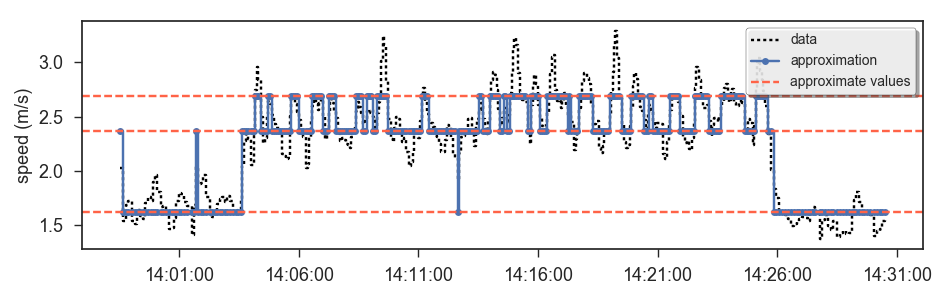 speed (md) (m/s)
3.0
2.5
2.0
1.5
data
approximation
approximate values
14:01:00
14:06:00
14:11:00
14:16:00
14:21:00
14:26:00
14:31:00